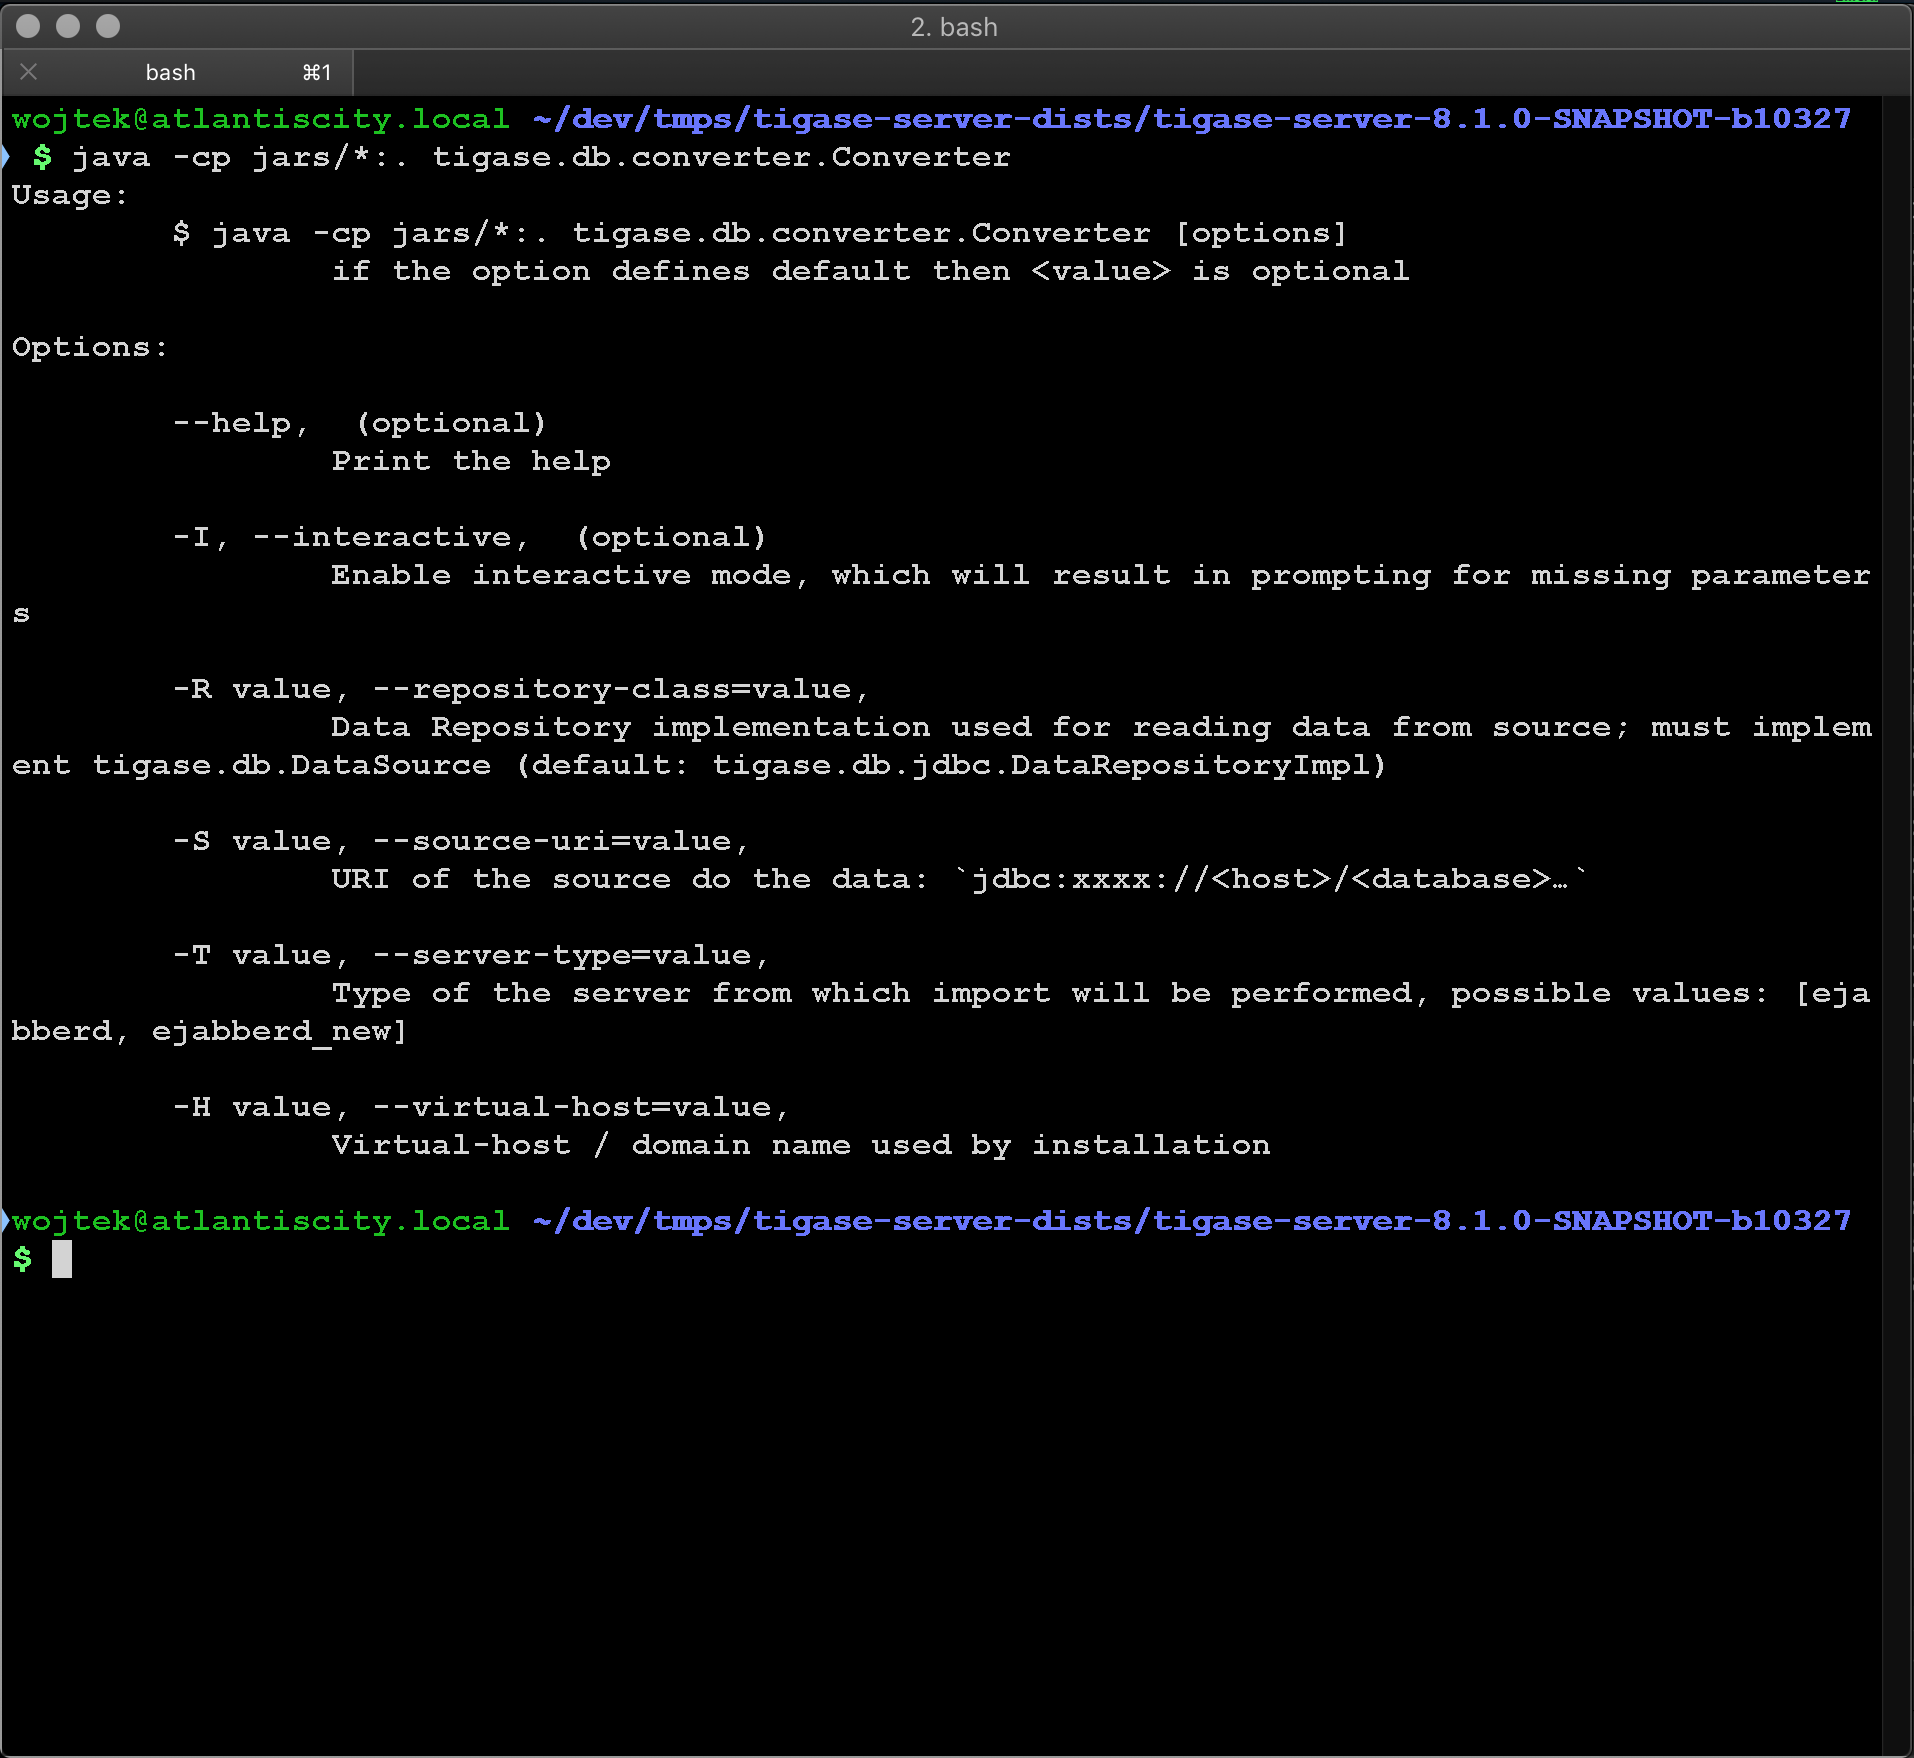 2. bash
bash ⌘1
wojtek@atlantiscity.local ~/dev/tmps/tigase-server-dists/tigase-server-8.1.0-SNAPSHOT-b10327
$ java -cp jars/*:. tigase.db.converter.Converter
Usage:
$ java -cp jars/*:. tigase.db.converter.Converter [options]
if the option defines default then <value> is optional
Options:
--help,  (optional)
Print the help
-I, --interactive,  (optional)
Enable interactive mode, which will result in prompting for missing parameter
s
-R value, --repository-class=value,
Data Repository implementation used for reading data from source; must implem
ent tigase.db.DataSource (default: tigase.db.jdbc.DataRepositoryImpl)
-S value, --source-uri=value,
URI of the source do the data: `jdbc:xxxx://<host>/<database>…`
-T value, --server-type=value,
Type of the server from which import will be performed, possible values: [eja
bberd, ejabberd_new]
-H value, --virtual-host=value,
Virtual-host / domain name used by installation
wojtek@atlantiscity.local ~/dev/tmps/tigase-server-dists/tigase-server-8.1.0-SNAPSHOT-b10327
$